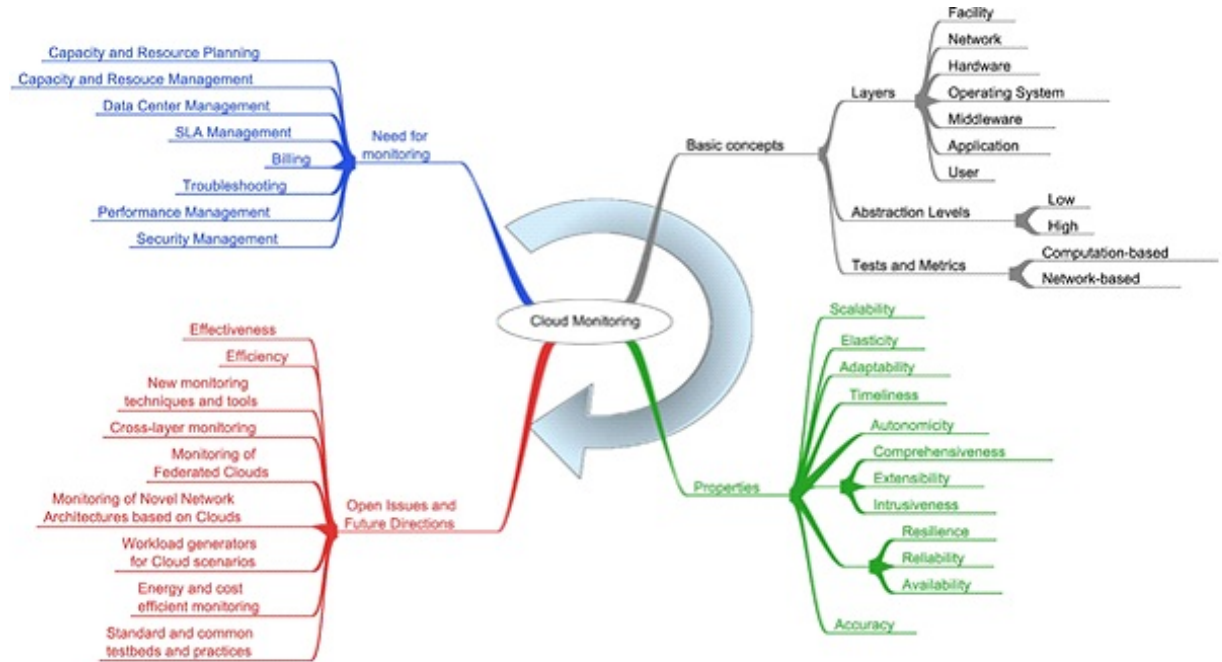 Capacity and Resource Planning
Capacity and Resouce Management
Data Center Management
SLA Management
Billing
Troubleshooting
Performance Management
Security Management
Need for
monitoring
Basic concepts
Layers
Facility
Network
Hardware
Operating System
Middleware
Application
User
Abstraction Levels
Low
High
Tests and Metrics
Computation-based
Network-based
Cloud Monitoring
Effectiveness
Efficiency
New monitoring
techniques and tools
Cross-layer monitoring
Monitoring of
Federated Clouds
Monitoring of Novel Network
Architectures based on Clouds
Workload generators
for Cloud scenarios
Energy and cost
efficient monitoring
Standard and common
testbeds and practices
Open Issues and
Future Directions
Properties
Scalability
Elasticity
Adaptability
Timeliness
Autonomicity
Comprehensiveness
Extensibility
Intrusiveness
Resilience
Reliability
Availability
Accuracy